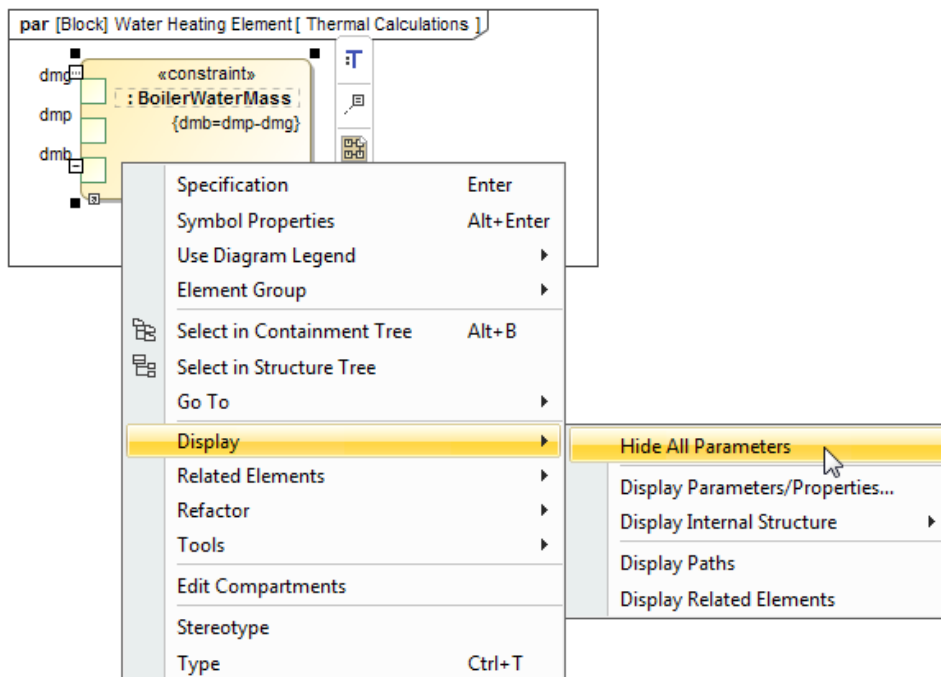 par [Block] Water Heating Element [ Thermal Calculations ]
dmg
«constraint»
: BoilerWaterMass
dmp
{dmb=dmp-dmg}
dmb
:T
Specification Enter
Symbol Properties Alt+Enter
Use Diagram Legend
Element Group
Select in Containment Tree Alt+B
Select in Structure Tree
Go To
Display
Hide All Parameters
Related Elements
Display Parameters/Properties...
Refactor
Display Internal Structure
Tools
Display Paths
Edit Compartments
Display Related Elements
Stereotype
Type Ctrl+T